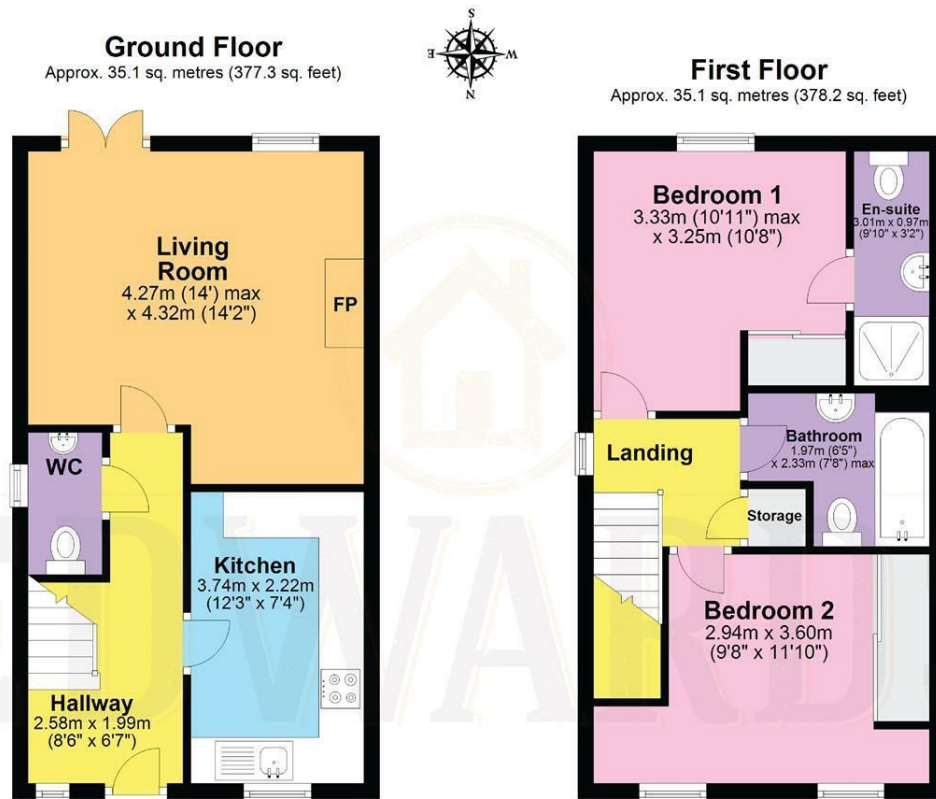 Ground Floor
Approx. 35.1 sq. metres (377.3 sq. feet)
S
E
W
N
First Floor
Approx. 35.1 sq. metres (378.2 sq. feet)
Living
Room
4.27m (14') max
x 4.32m (14'2")
FP
WC
Kitchen
3.74m x 2.22m
(12'3" x 7'4")
Hallway
2.58m x 1.99m
(8'6" x 6'7")
Bedroom 1
3.33m (10'11") max
x 3.25m (10'8")
En-suite
3.01m x 0.97m
(9'10" x 3'2")
Landing
Bathroom
1.97m (6'5")
x 2.33m (7'8") max
Storage
Bedroom 2
2.94m x 3.60m
(9'8" x 11'10")
EDWARD